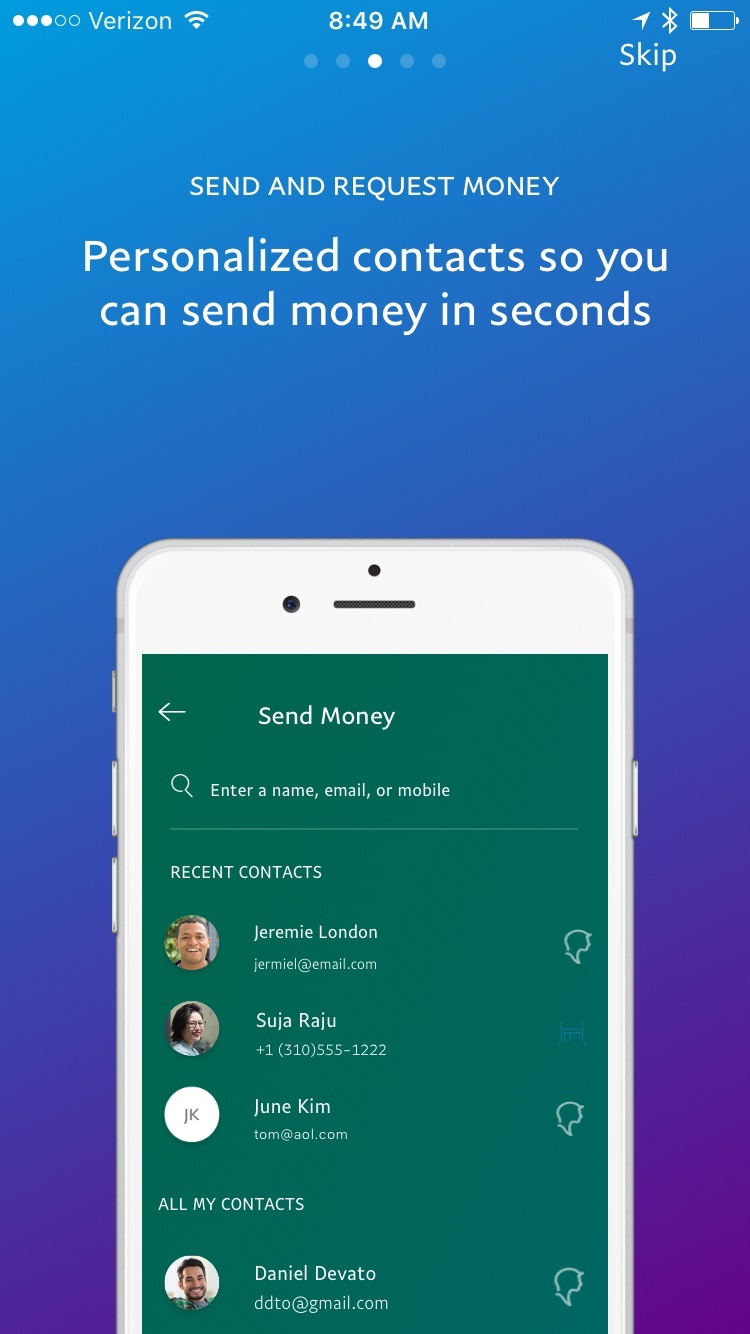 Verizon 8:49 AM
Skip
SEND AND REQUEST MONEY
Personalized contacts so you
can send money in seconds
Send Money
Enter a name, email, or mobile
RECENT CONTACTS
Jeremie London
jermiel@email.com
Suja Raju
+1 (310)555-1222
JK
June Kim
tom@aol.com
ALL MY CONTACTS
Daniel Devato
ddto@gmail.com